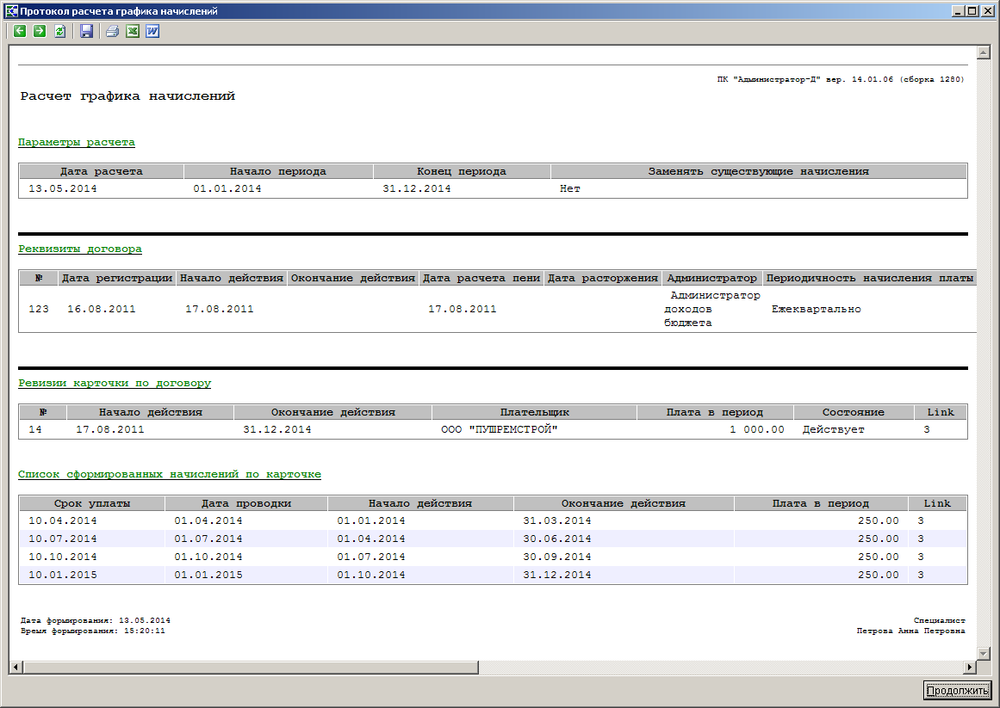 Протокол расчета графика начислений
ПК "Администратор-Д" вер. 14.01.06 (сборка 1280)
Расчет графика начислений
Параметры расчета
Дата расчета Начало периода Конец периода Заменять существующие начисления
13.05.2014 01.01.2014 31.12.2014 Нет
Реквизиты договора
№ Дата регистрации Начало действия Окончание действия Дата расчета пени Дата расторжения Администратор Периодичность начисления платы
123 16.08.2011 17.08.2011 17.08.2011 Администратор доходов бюджета Ежеквартально
Ревизии карточки по договору
№ Начало действия Окончание действия Плательщик Плата в период Состояние Link
14 17.08.2011 31.12.2014 ООО "ПУШРЕМСТРОЙ" 1 000.00 Действует 3
Список сформированных начислений по карточке
Срок уплаты Дата проводки Начало действия Окончание действия Плата в период Link
10.04.2014 01.04.2014 01.01.2014 31.03.2014 250.00 3
10.07.2014 01.07.2014 01.04.2014 30.06.2014 250.00 3
10.10.2014 01.10.2014 01.07.2014 30.09.2014 250.00 3
10.01.2015 01.01.2015 01.10.2014 31.12.2014 250.00 3
Дата формирования: 13.05.2014 Специалист
Время формирования: 15:20:11 Петрова Анна Петровна
Продолжить